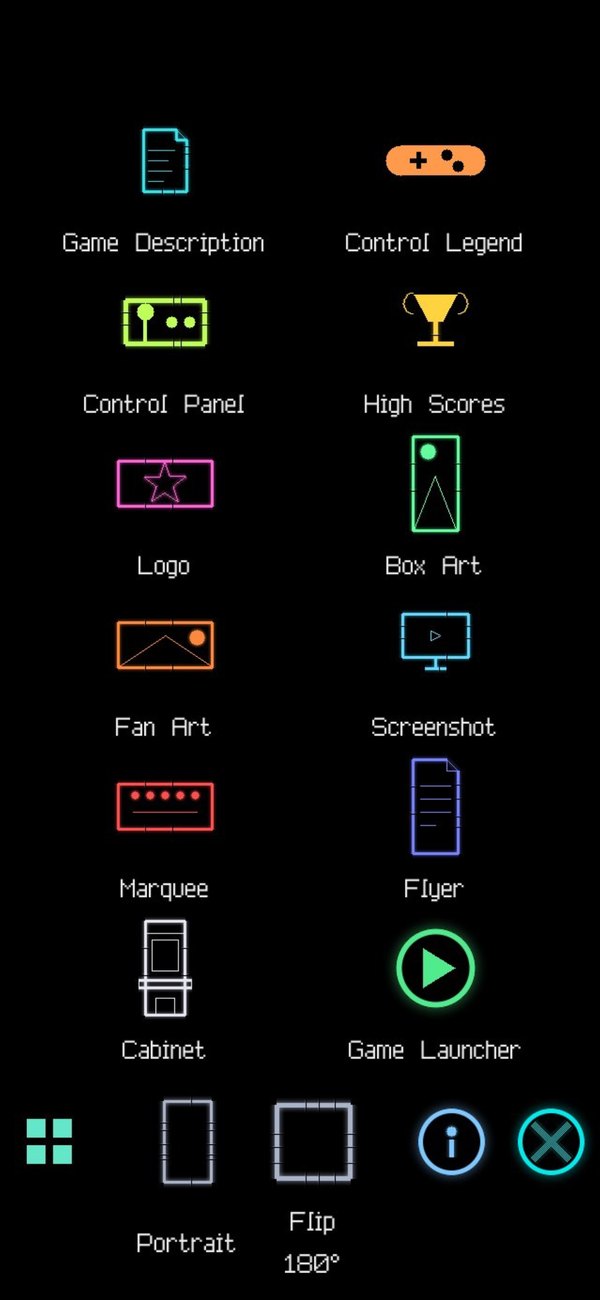 Game Description
Control Legend
Control Panel
High Scores
Logo
Box Art
Fan Art
Screenshot
Marquee
Flyer
Cabinet
Game Launcher
Portrait
Flip
180°